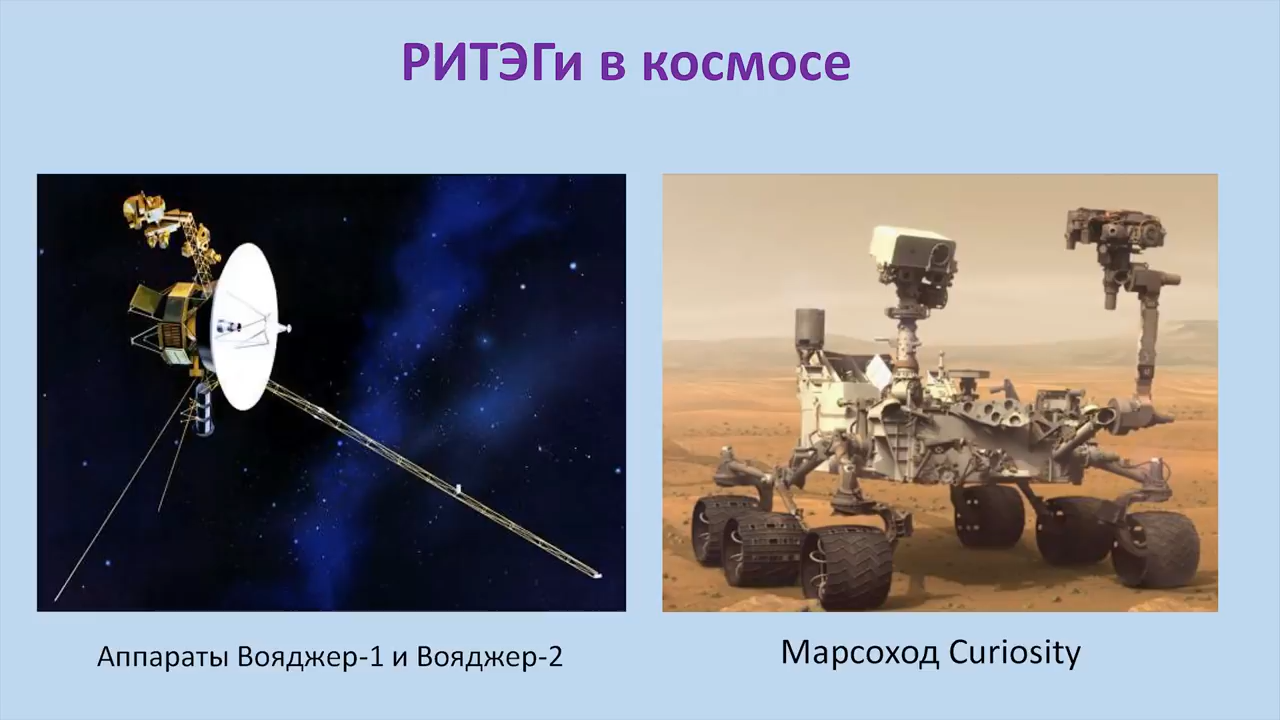 РИТЭГи в космосе
Аппараты Вояджер-1 и Вояджер-2
Марсоход Curiosity